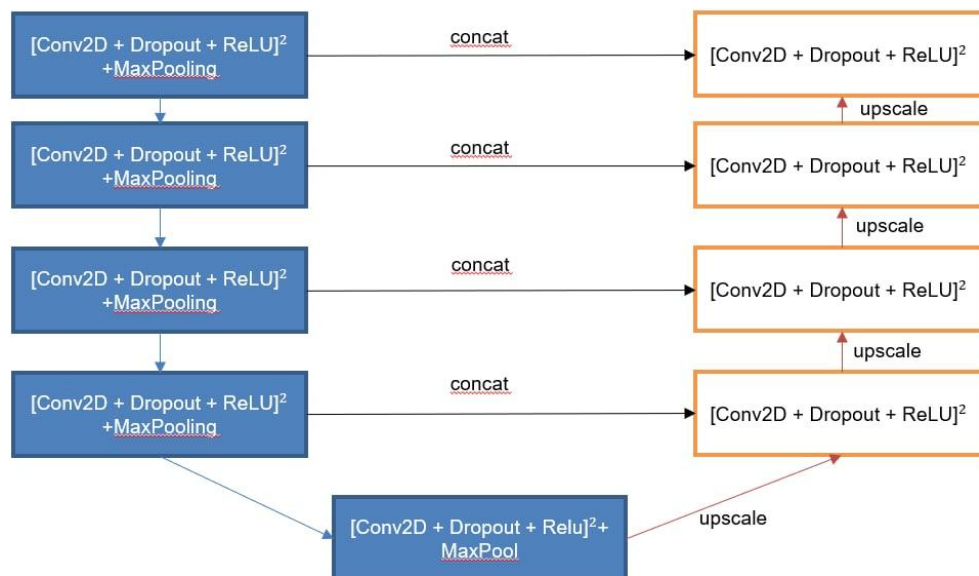 [Conv2D + Dropout + ReLU]²
+MaxPooling
concat
[Conv2D + Dropout + ReLU]²
upscale
[Conv2D + Dropout + ReLU]²
+MaxPooling
concat
[Conv2D + Dropout + ReLU]²
upscale
[Conv2D + Dropout + ReLU]²
+MaxPooling
concat
[Conv2D + Dropout + ReLU]²
upscale
[Conv2D + Dropout + ReLU]²
+MaxPooling
concat
[Conv2D + Dropout + ReLU]²
[Conv2D + Dropout + Relu]²+
MaxPool
upscale